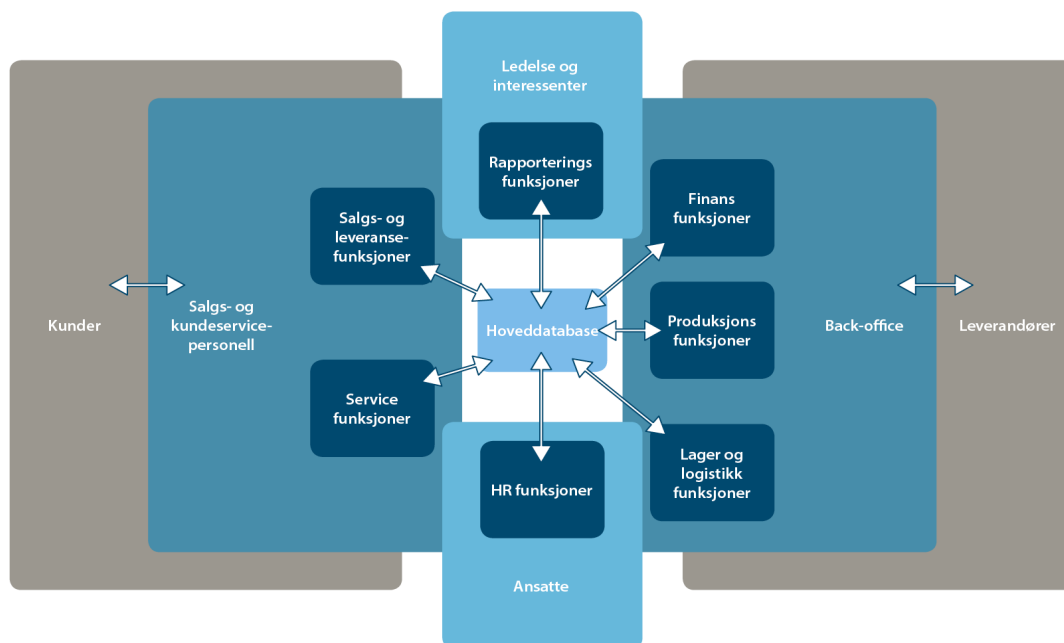 Ledelse og
interessenter
Rapporterings
funksjoner
Salgs- og
leveranse-
funksjoner
Finans
funksjoner
Kunder
Salgs- og
kundeservice-
personell
Hoveddatabase
Produksjons
funksjoner
Back-office
Leverandører
Service
funksjoner
HR funksjoner
Lager og
logistikk
funksjoner
Ansatte